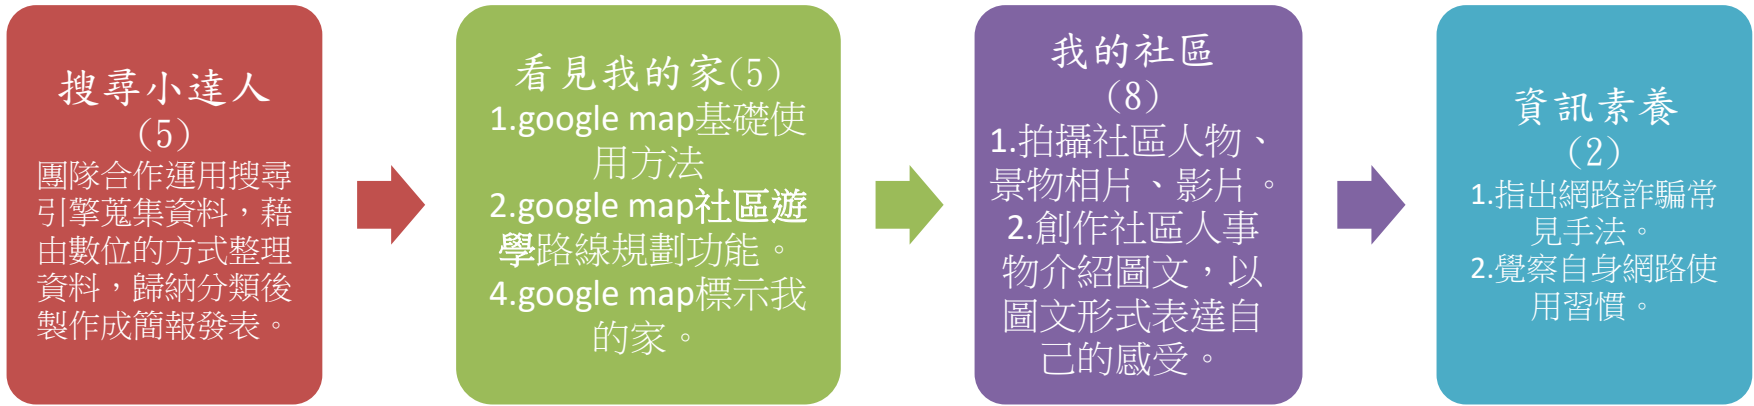 搜尋小達人
(5)
團隊合作運用搜尋
引擎蒐集資料，藉
由數位的方式整理
資料，歸納分類後
製作成簡報發表。
看見我的家(5)
1.google map基礎使
用方法
2.google map社區遊
學路線規劃功能。
4.google map標示我
的家。
我的社區
(8)
1.拍攝社區人物、
景物相片、影片。
2.創作社區人事
物介紹圖文，以
圖文形式表達自
己的感受。
資訊素養
(2)
1.指出網路詐騙常
見手法。
2.覺察自身網路使
用習慣。